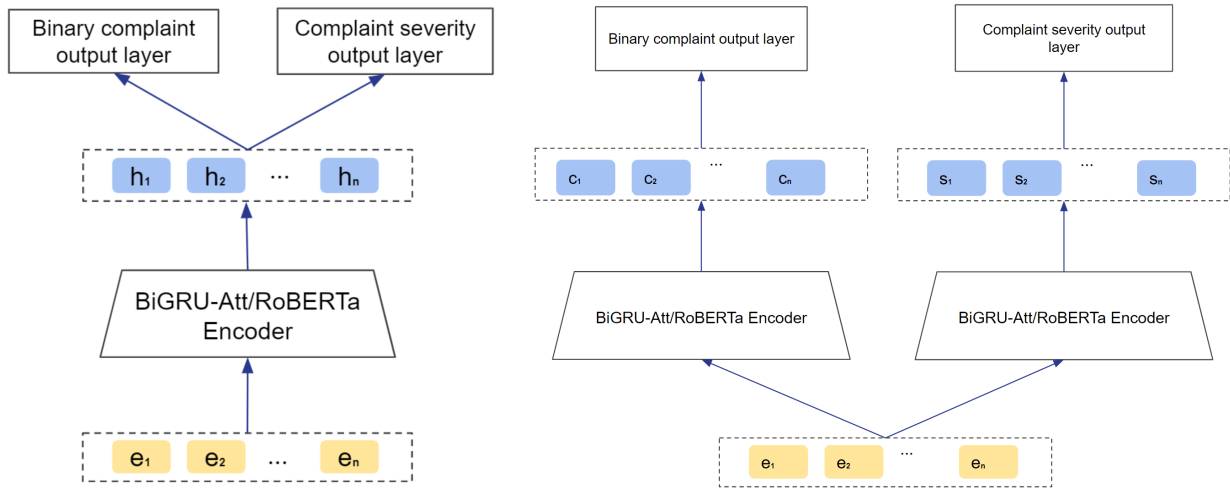 Binary complaint
output layer
Complaint severity
output layer
h₁ h₂ ... hₙ
BiGRU-Att/RoBERTa
Encoder
e₁ e₂ ... eₙ
Binary complaint output layer
Complaint severity output
layer
c₁ c₂ ... cₙ
s₁ s₂ ... sₙ
BiGRU-Att/RoBERTa Encoder
BiGRU-Att/RoBERTa Encoder
e₁ e₂ ... eₙ